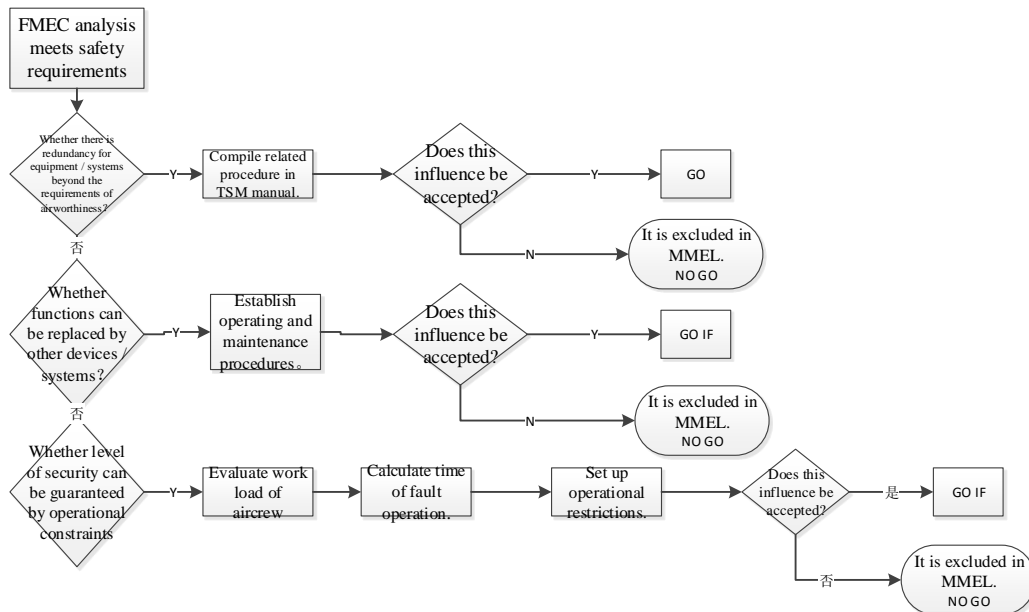 FMEC analysis
meets safety
requirements
Whether there is
redundancy for
equipment / systems
beyond the
requirements of
airworthiness?
Y
Compile related
procedure in
TSM manual.
Does this
influence be
accepted?
Y
GO
N
It is excluded in
MMEL.
NO GO
否
Whether
functions can
be replaced by
other devices /
systems?
Y
Establish
operating and
maintenance
procedures。
Does this
influence be
accepted?
Y
GO IF
N
It is excluded in
MMEL.
NO GO
否
Whether level
of security can
be guaranteed
by operational
constraints
Y
Evaluate work
load of
aircrew
Calculate time
of fault
operation.
Set up
operational
restrictions.
Does this
influence be
accepted?
是
GO IF
否
It is excluded in
MMEL.
NO GO